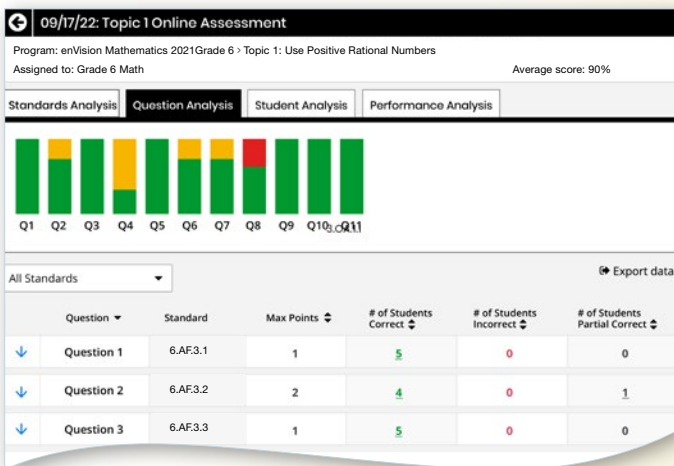 09/17/22: Topic 1 Online Assessment
Program: enVision Mathematics 2021Grade 6 › Topic 1: Use Positive Rational Numbers
Assigned to: Grade 6 Math Average score: 90%
Standards Analysis Question Analysis Student Analysis Performance Analysis
Q1 Q2 Q3 Q4 Q5 Q6 Q7 Q8 Q9 Q10 Q11
All Standards Export data
Question Standard Max Points # of Students Correct # of Students Incorrect # of Students Partial Correct
Question 1 6.AF.3.1 1 5 0 0
Question 2 6.AF.3.2 2 4 0 1
Question 3 6.AF.3.3 1 5 0 0